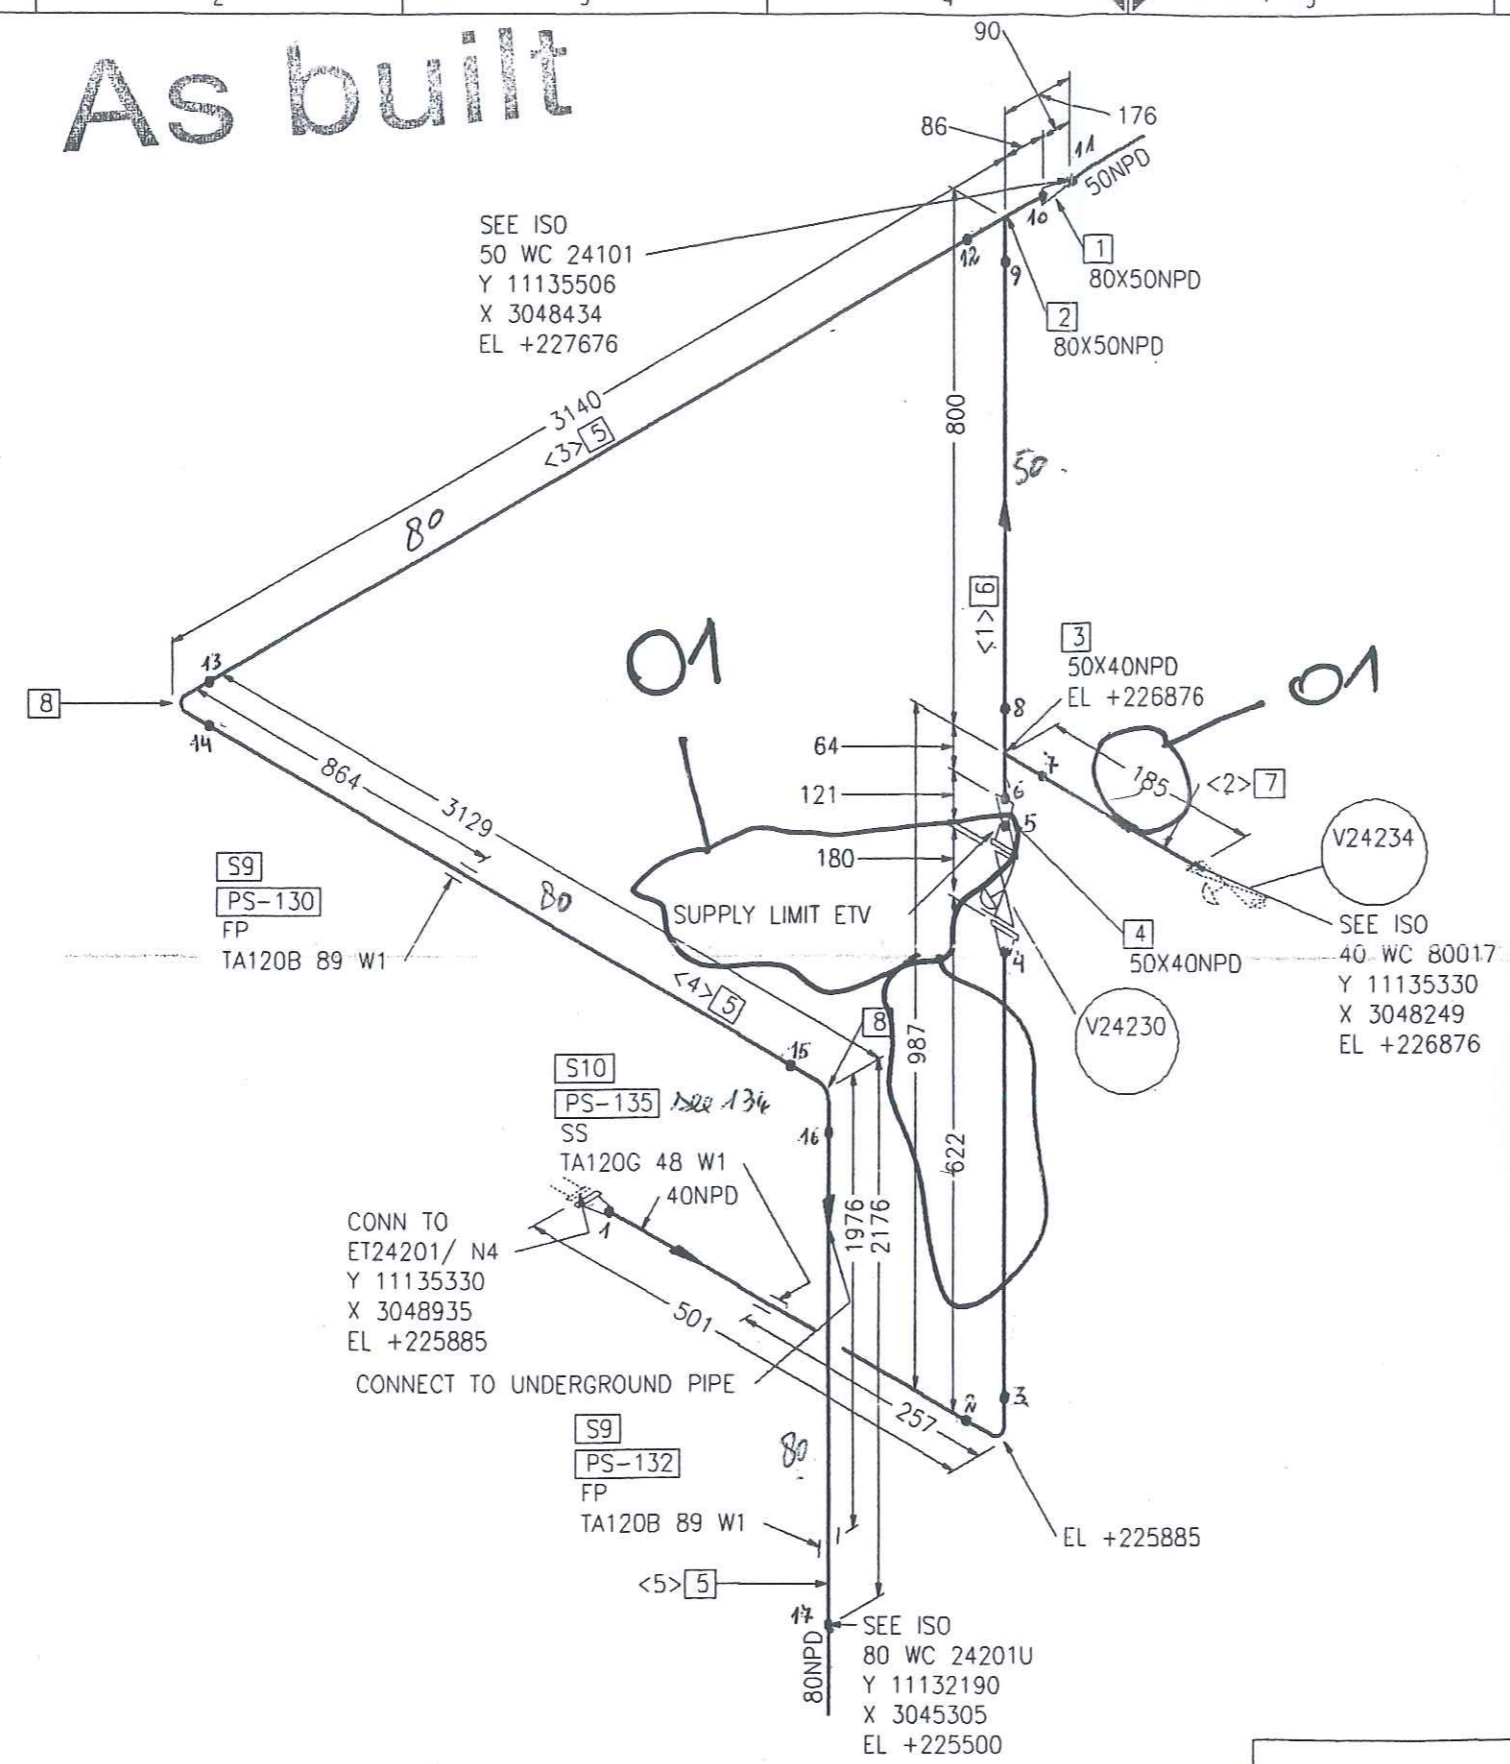 As built
90
176
86
11
50NPD
10
SEE ISO
50 WC 24101
Y 11135506
X 3048434
EL +227676
12
9
1
80X50NPD
2
80X50NPD
3140
<3> 5
800
80
50
<1> 6
01
3
50X40NPD
EL +226876
01
13
8
14
8
64
7
185
<2> 7
864
3129
121
6
5
V24234
S9
PS-130
FP
TA120B 89 W1
80
180
SUPPLY LIMIT ETV
4
50X40NPD
SEE ISO
40 WC 80017
Y 11135330
X 3048249
EL +226876
4
<4> 5
8
987
V24230
15
S10
PS-135 see 134
SS
TA120G 48 W1
16
622
40NPD
1976
2176
1
CONN TO
ET24201/ N4
Y 11135330
X 3048935
EL +225885
501
CONNECT TO UNDERGROUND PIPE
257
2
3
S9
PS-132
FP
TA120B 89 W1
80
EL +225885
<5> 5
17
80NPD
SEE ISO
80 WC 24201U
Y 11132190
X 3045305
EL +225500